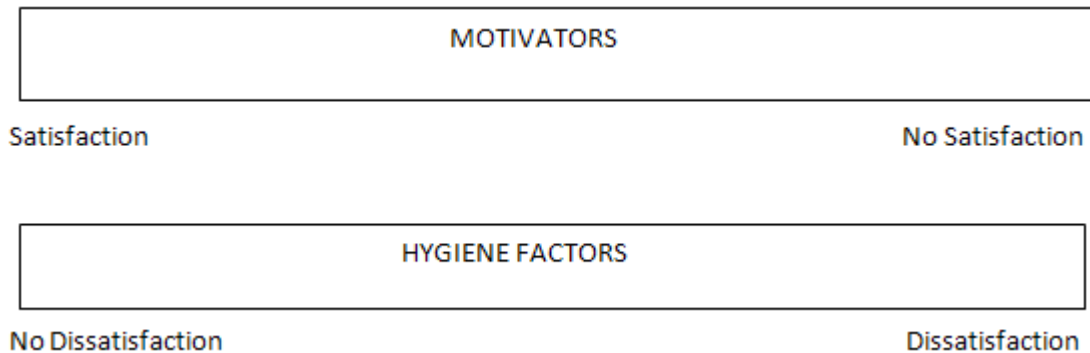 MOTIVATORS
Satisfaction No Satisfaction
HYGIENE FACTORS
No Dissatisfaction Dissatisfaction